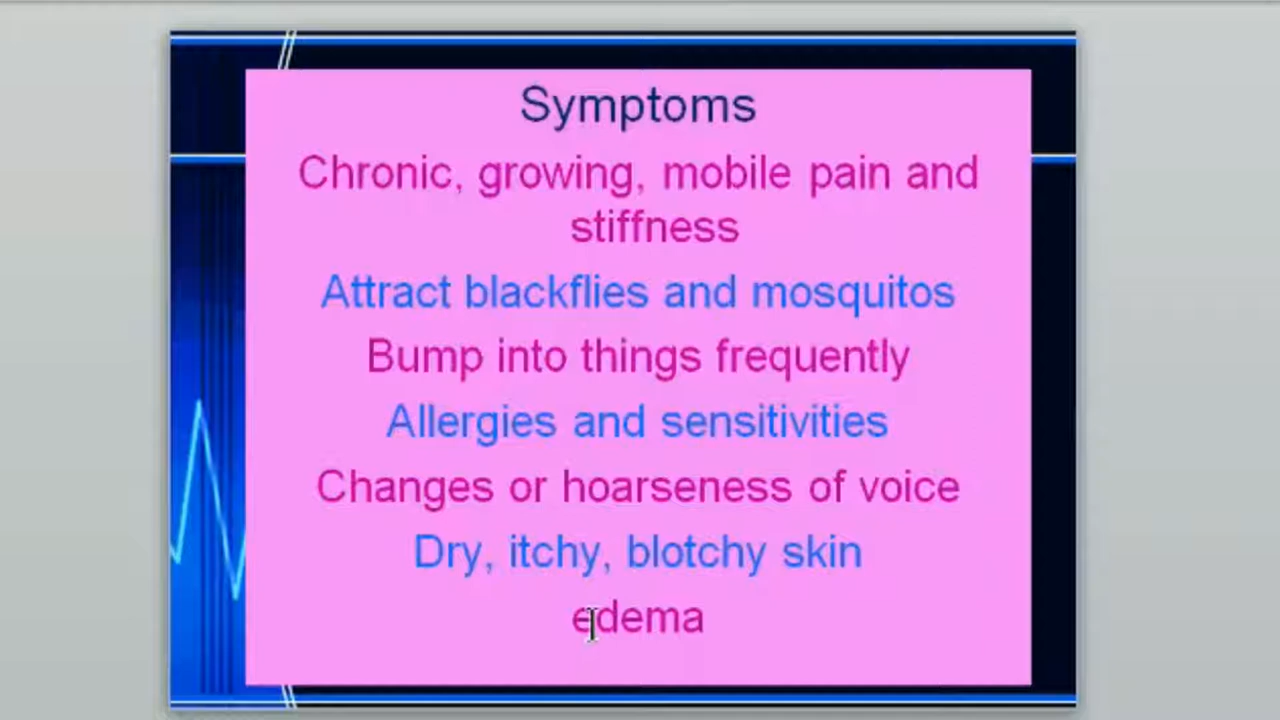 Symptoms
Chronic, growing, mobile pain and
stiffness
Attract blackflies and mosquitos
Bump into things frequently
Allergies and sensitivities
Changes or hoarseness of voice
Dry, itchy, blotchy skin
edema